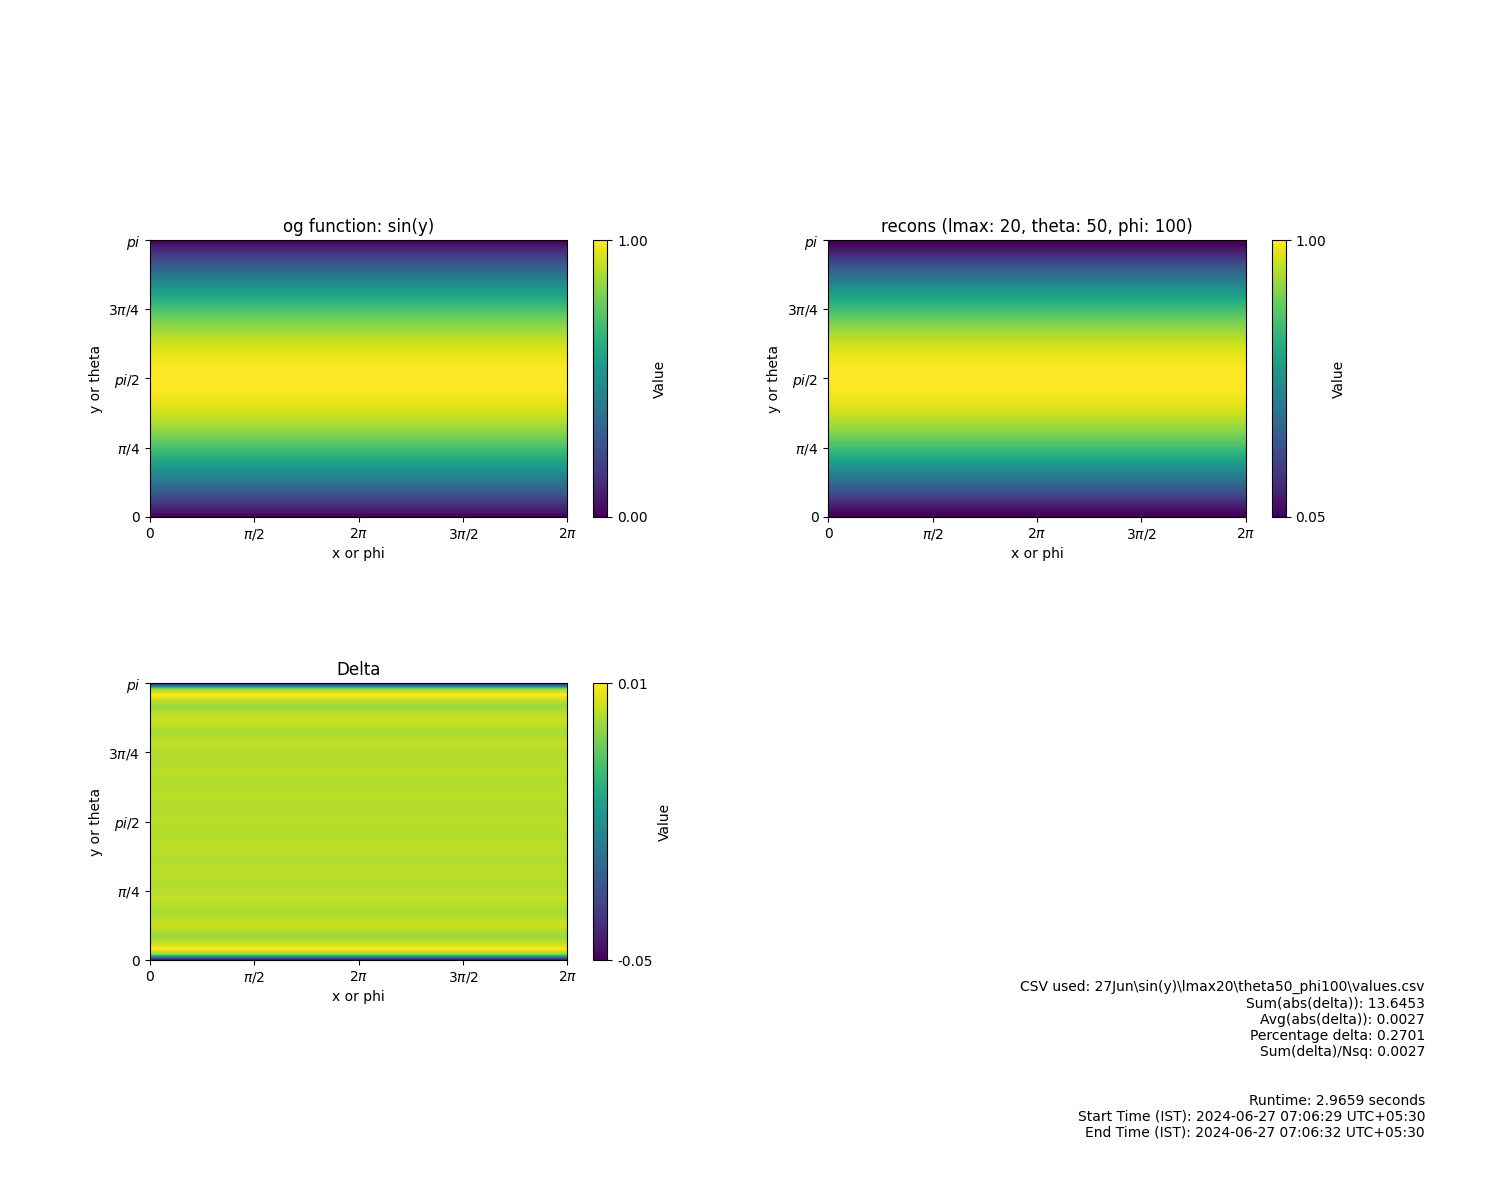 og function: sin(y)
pi
3π/4
pi/2
π/4
0
y or theta
0
π/2
2π
3π/2
2π
x or phi
1.00
0.00
Value
recons (lmax: 20, theta: 50, phi: 100)
pi
3π/4
pi/2
π/4
0
y or theta
0
π/2
2π
3π/2
2π
x or phi
1.00
0.05
Value
Delta
pi
3π/4
pi/2
π/4
0
y or theta
0
π/2
2π
3π/2
2π
x or phi
0.01
-0.05
Value
CSV used: 27Jun\sin(y)\lmax20\theta50_phi100\values.csv
Sum(abs(delta)): 13.6453
Avg(abs(delta)): 0.0027
Percentage delta: 0.2701
Sum(delta)/Nsq: 0.0027
Runtime: 2.9659 seconds
Start Time (IST): 2024-06-27 07:06:29 UTC+05:30
End Time (IST): 2024-06-27 07:06:32 UTC+05:30